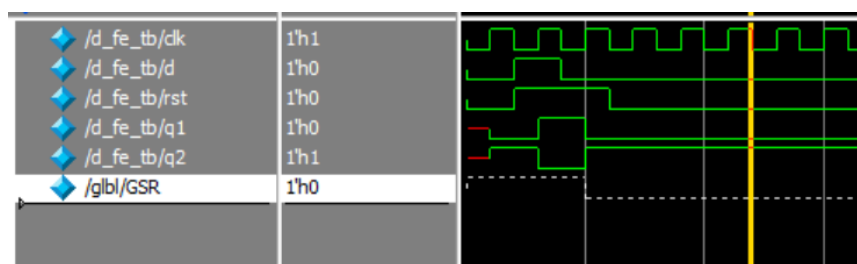 /d_fe_tb/clk 1'h1
/d_fe_tb/d 1'h0
/d_fe_tb/rst 1'h0
/d_fe_tb/q1 1'h0
/d_fe_tb/q2 1'h1
/glbl/GSR 1'h0